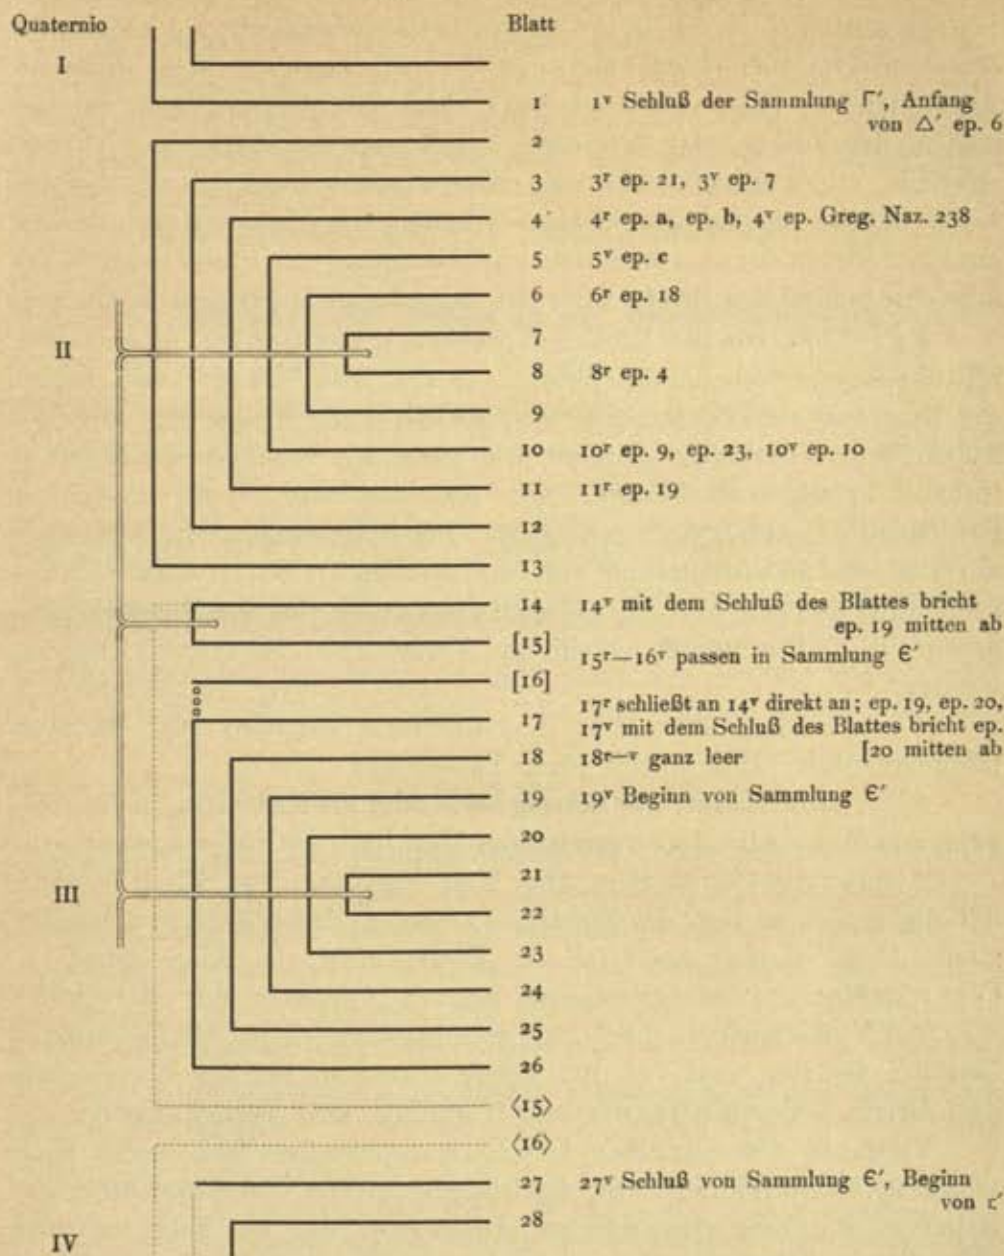 Quaternio Blatt
I
1 1ᵛ Schluß der Sammlung Γ′, Anfang
von Δ′ ep. 6
2
3 3ʳ ep. 21, 3ᵛ ep. 7
4 4ʳ ep. a, ep. b, 4ᵛ ep. Greg. Naz. 238
5 5ᵛ ep. c
6 6ʳ ep. 18
7
II
8 8ʳ ep. 4
9
10 10ʳ ep. 9, ep. 23, 10ᵛ ep. 10
11 11ʳ ep. 19
12
13
14 14ᵛ mit dem Schluß des Blattes bricht
ep. 19 mitten ab
[15]
15ʳ—16ᵛ passen in Sammlung Є′
[16]
17ʳ schließt an 14ᵛ direkt an; ep. 19, ep. 20,
17 17ᵛ mit dem Schluß des Blattes bricht ep.
[20 mitten ab
18 18ʳ—ᵛ ganz leer
19 19ᵛ Beginn von Sammlung Є′
20
21
III
22
23
24
25
26
⟨15⟩
⟨16⟩
27 27ᵛ Schluß von Sammlung Є′, Beginn
von ϛ′
28
IV